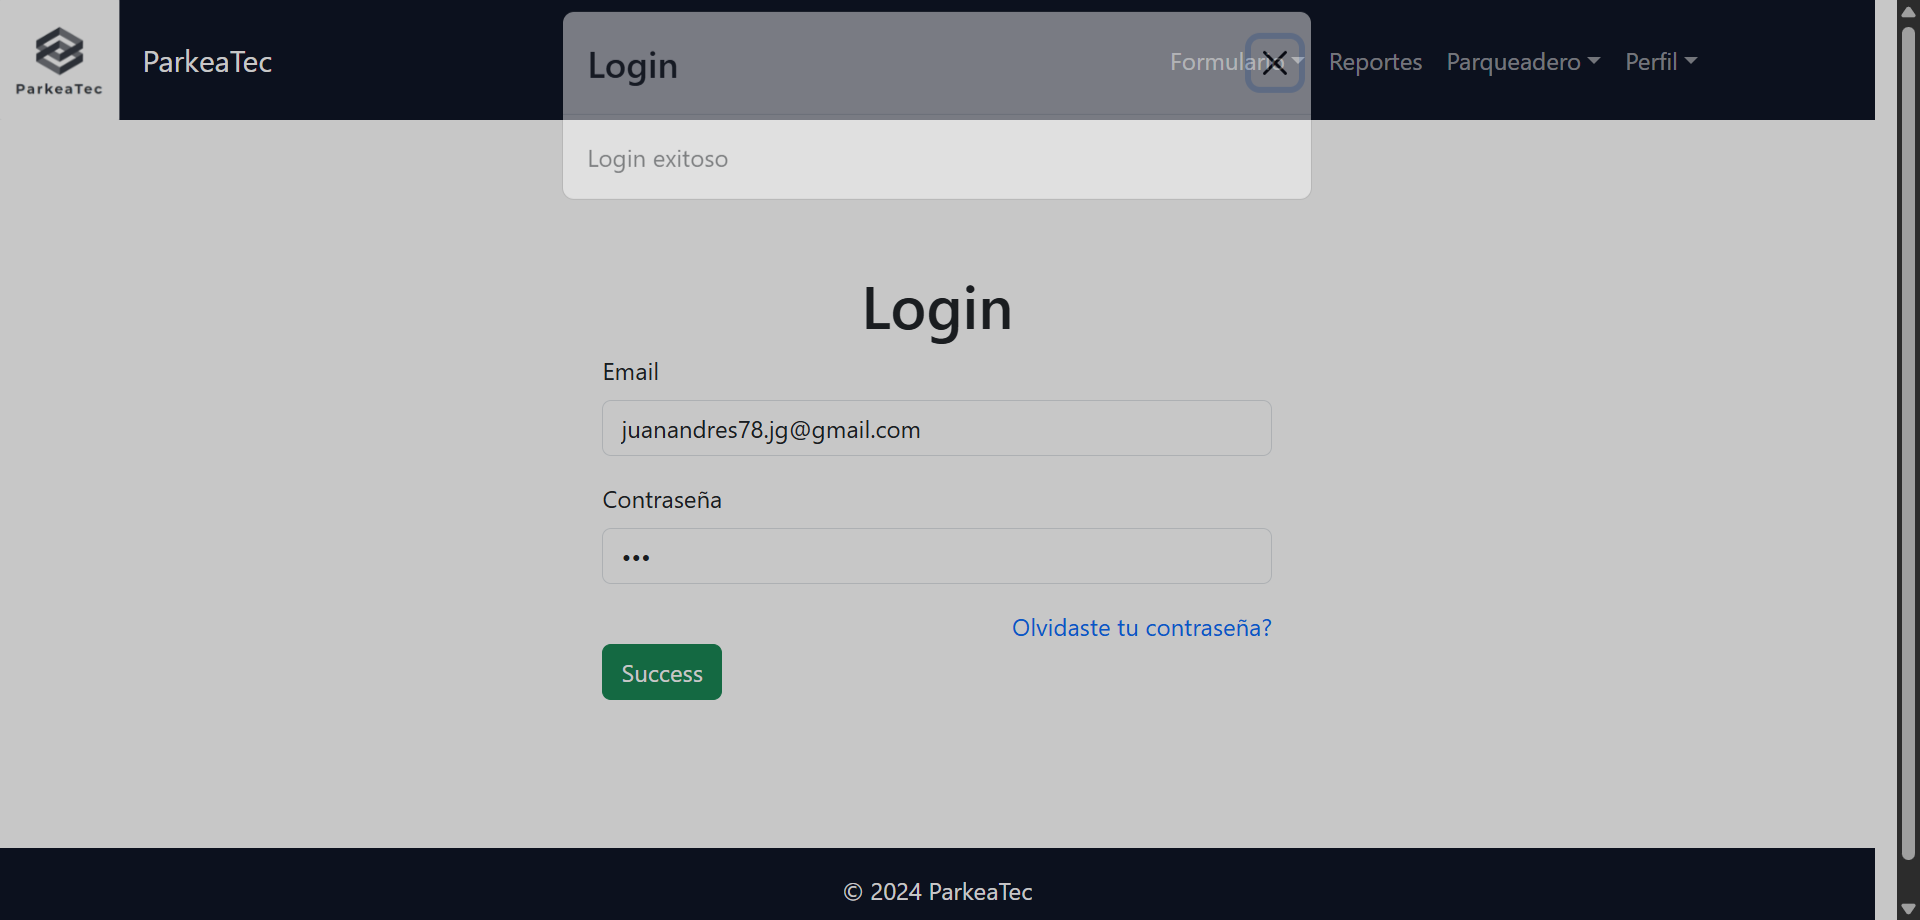 ParkeaTec
ParkeaTec
Login
Formulario
Reportes
Parqueadero
Perfil
Login exitoso
Login
Email
juanandres78.jg@gmail.com
Contraseña
•••
Olvidaste tu contraseña?
Success
© 2024 ParkeaTec